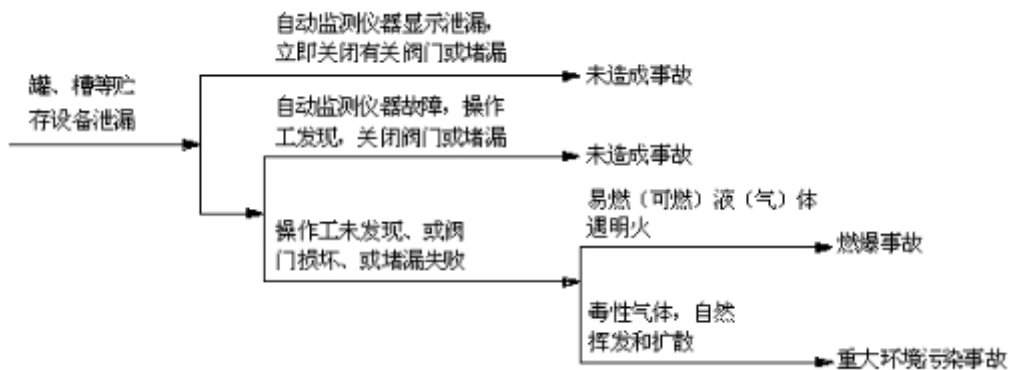 自动监测仪器显示泄漏,
立即关闭有关阀门或堵漏
未造成事故
罐、槽等贮
存设备泄漏
自动监测仪器故障，操作
工发现，关闭阀门或堵漏
未造成事故
操作工未发现、或阀
门损坏、或堵漏失败
易燃（可燃）液（气）体
遇明火
燃爆事故
毒性气体，自然
挥发和扩散
重大环境污染事故